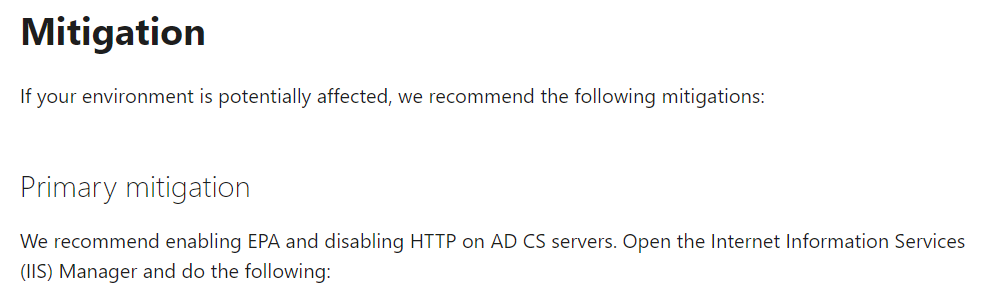 Mitigation
If your environment is potentially affected, we recommend the following mitigations:
Primary mitigation
We recommend enabling EPA and disabling HTTP on AD CS servers. Open the Internet Information Services
(IIS) Manager and do the following: